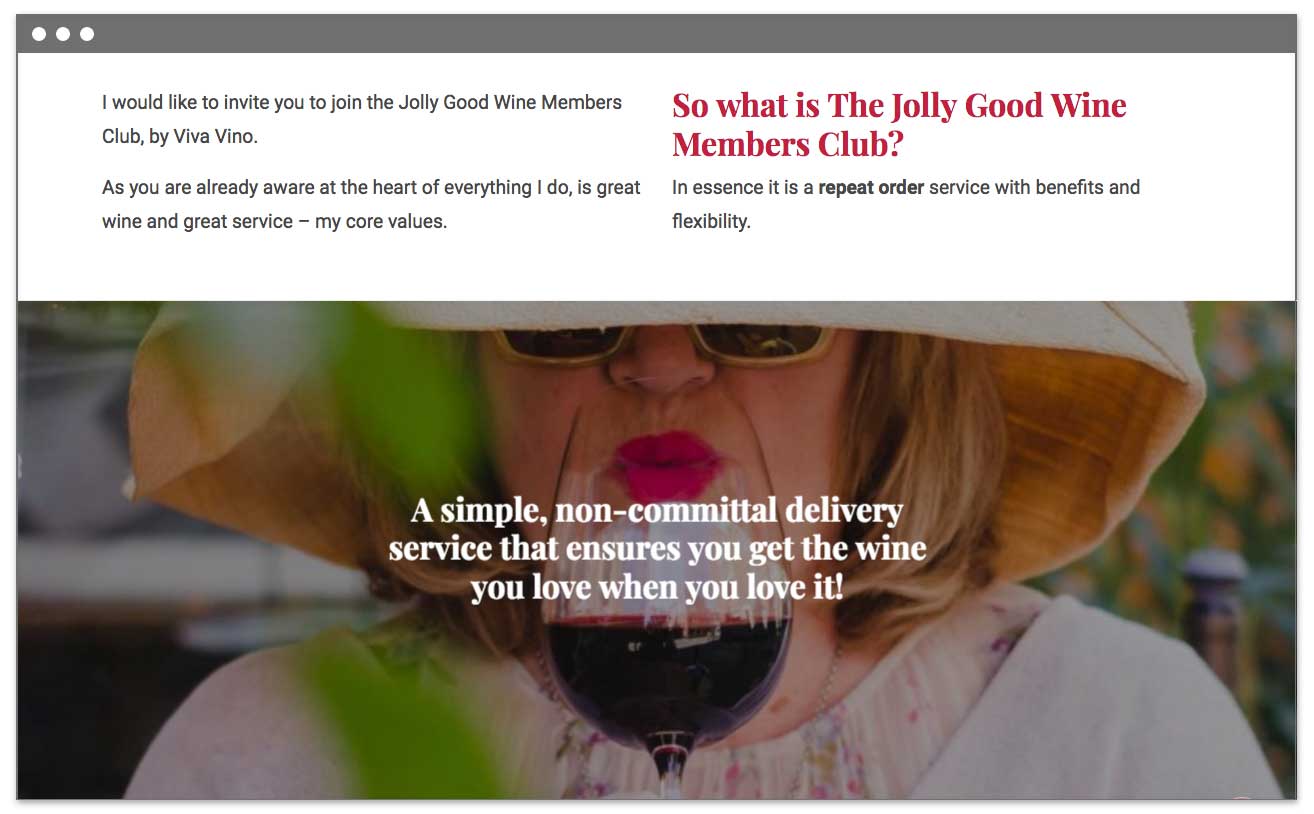 I would like to invite you to join the Jolly Good Wine Members
Club, by Viva Vino.
As you are already aware at the heart of everything I do, is great
wine and great service – my core values.
So what is The Jolly Good Wine
Members Club?
In essence it is a repeat order service with benefits and
flexibility.
A simple, non-committal delivery
service that ensures you get the wine
you love when you love it!